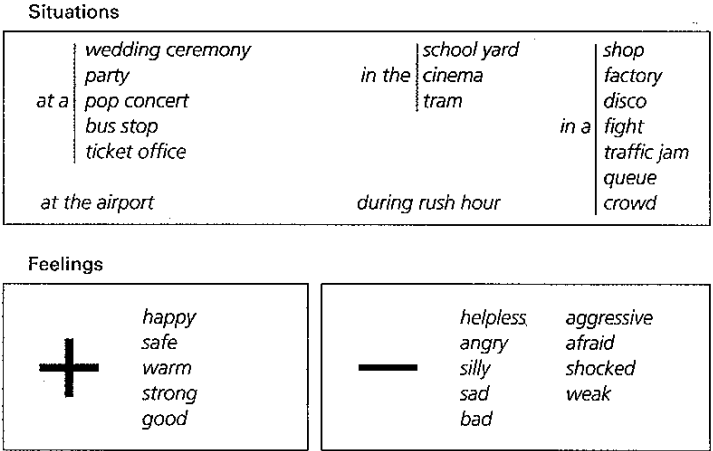 Situations
at a
wedding ceremony
party
pop concert
bus stop
ticket office
at the airport
in the
school yard
cinema
tram
during rush hour
in a
shop
factory
disco
fight
traffic jam
queue
crowd
Feelings
+
happy
safe
warm
strong
good
—
helpless
angry
silly
sad
bad
aggressive
afraid
shocked
weak